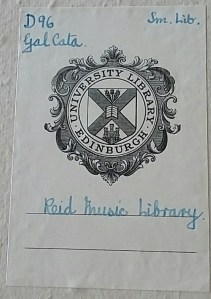 D96 Sm. Lib.
Gal Cata.
UNIVERSITY LIBRARY
EDINBURGH
Reid Music Library.